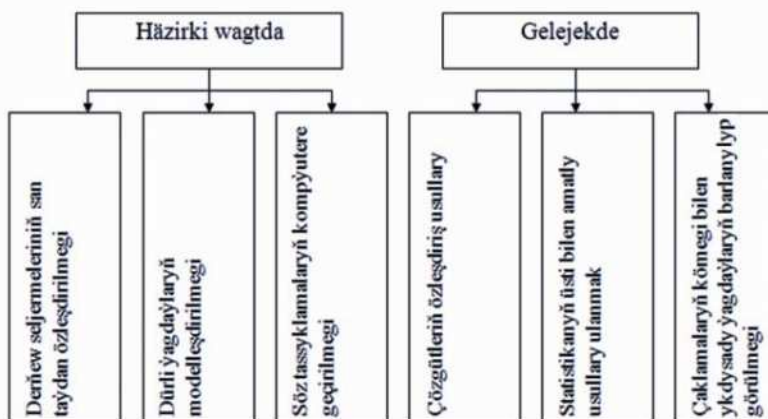 Häzirki wagtda
Gelejekde
Derňew seljermeleriniň san
taýdan özleşdirilmegi
Dürli ýagdaýlaryň
modelleşdirilmegi
Söz tassyklamalaryň kompýutere
geçirilmegi
Çözgütleriň özleşdiriş usullary
Statistikanyň üsti bilen amatly
usullary ulanmak
Çaklamalaryň kömegi bilen
ykdysady ýagdaýlaryň barlanylyp
görülmegi